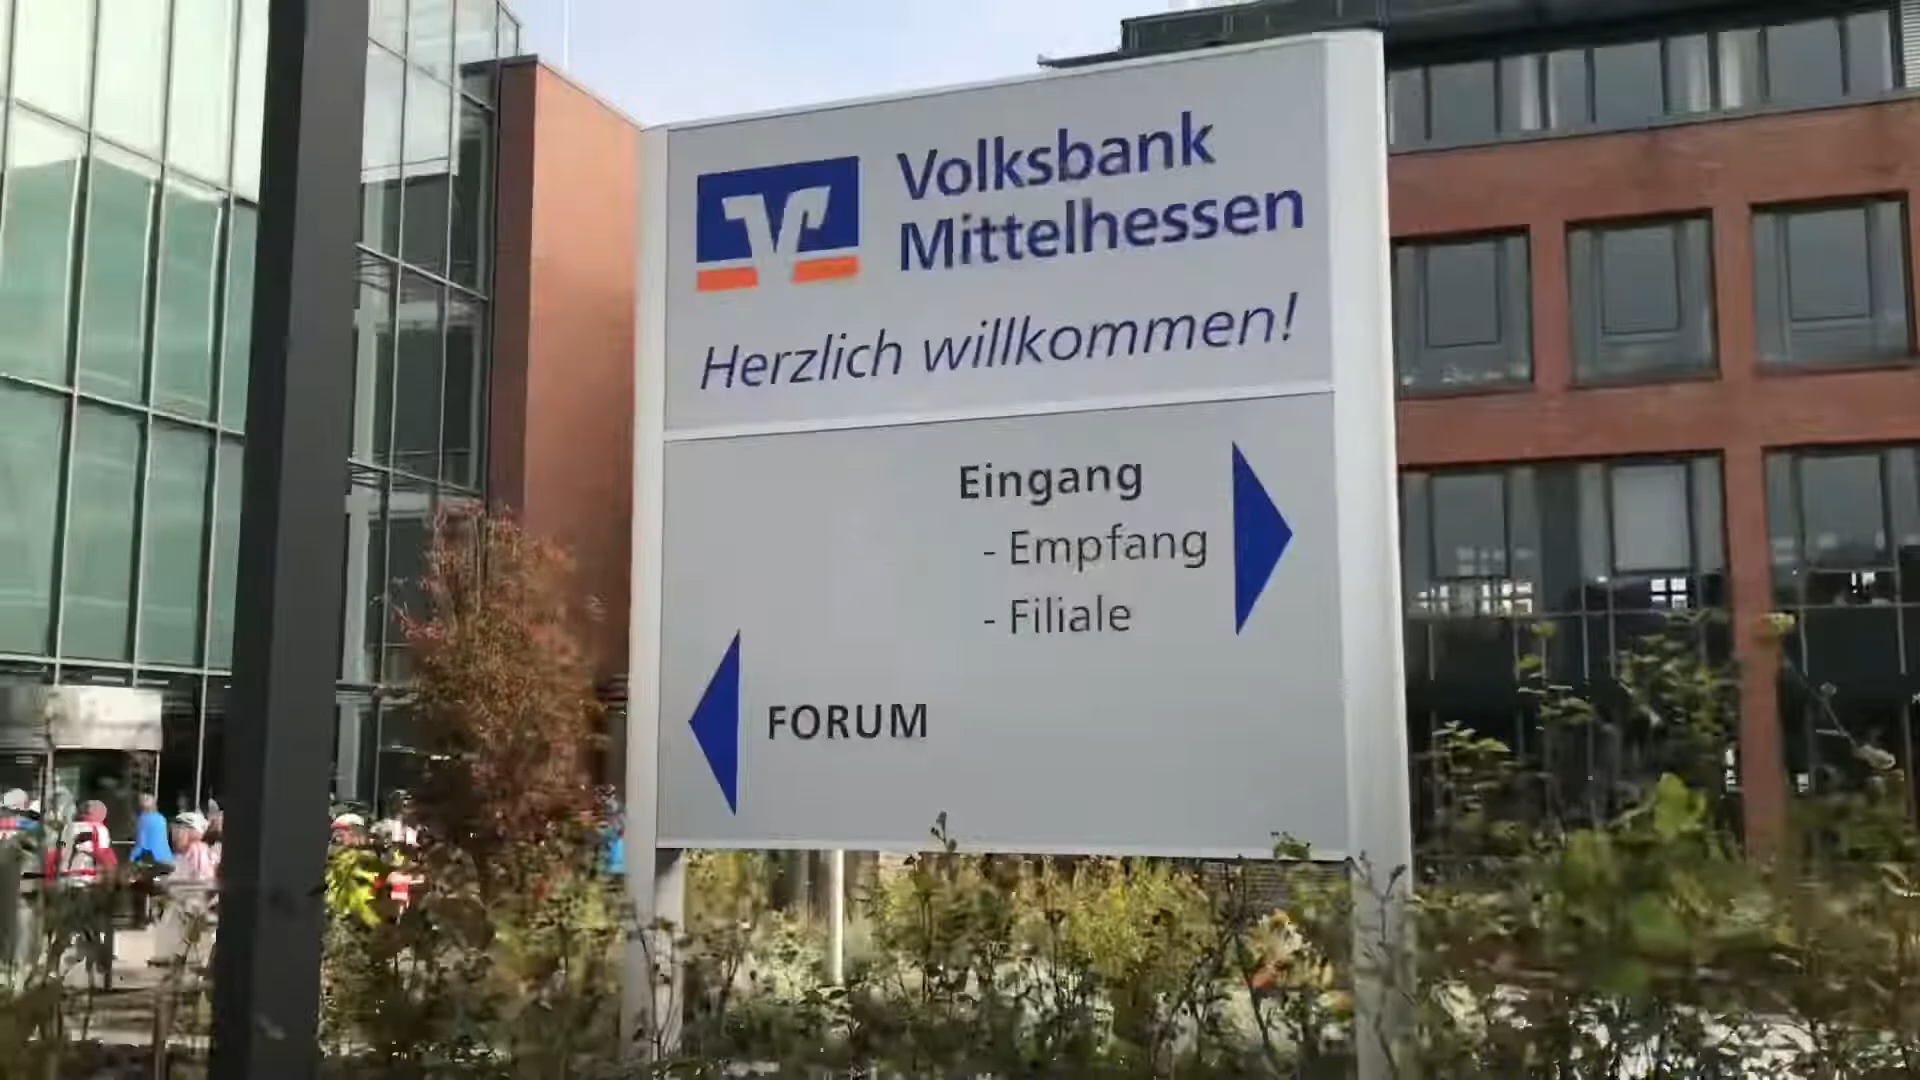 Volksbank
Mittelhessen
Herzlich willkommen!
Eingang
- Empfang
- Filiale
FORUM